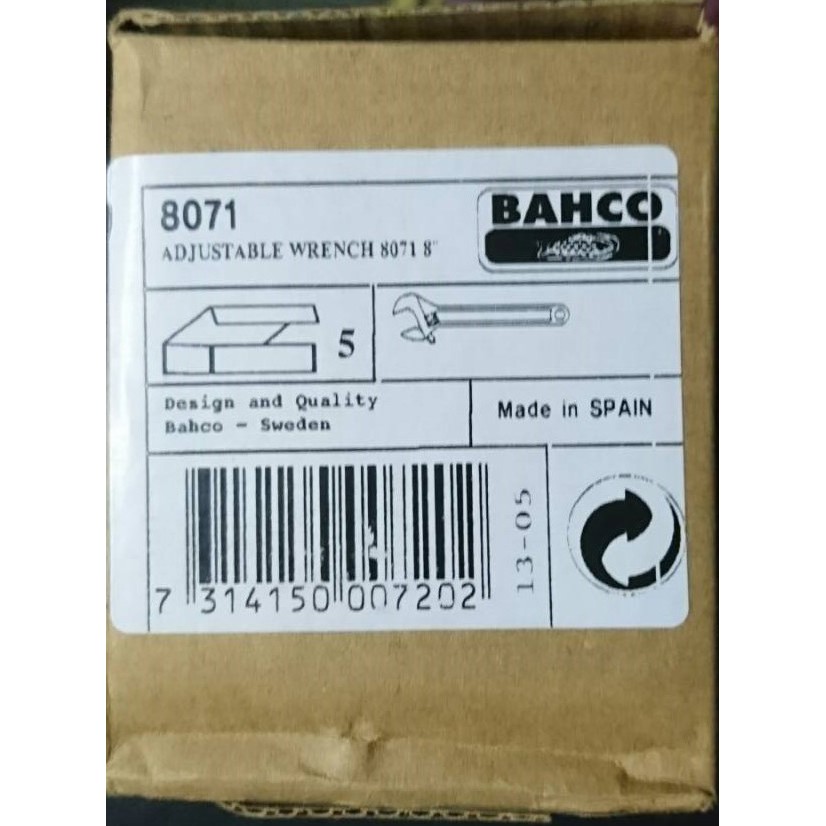 8071
ADJUSTABLE WRENCH 8071 8"
BAHCO
5
Design and Quality
Bahco - Sweden
Made in SPAIN
7 314150 007202
13-05